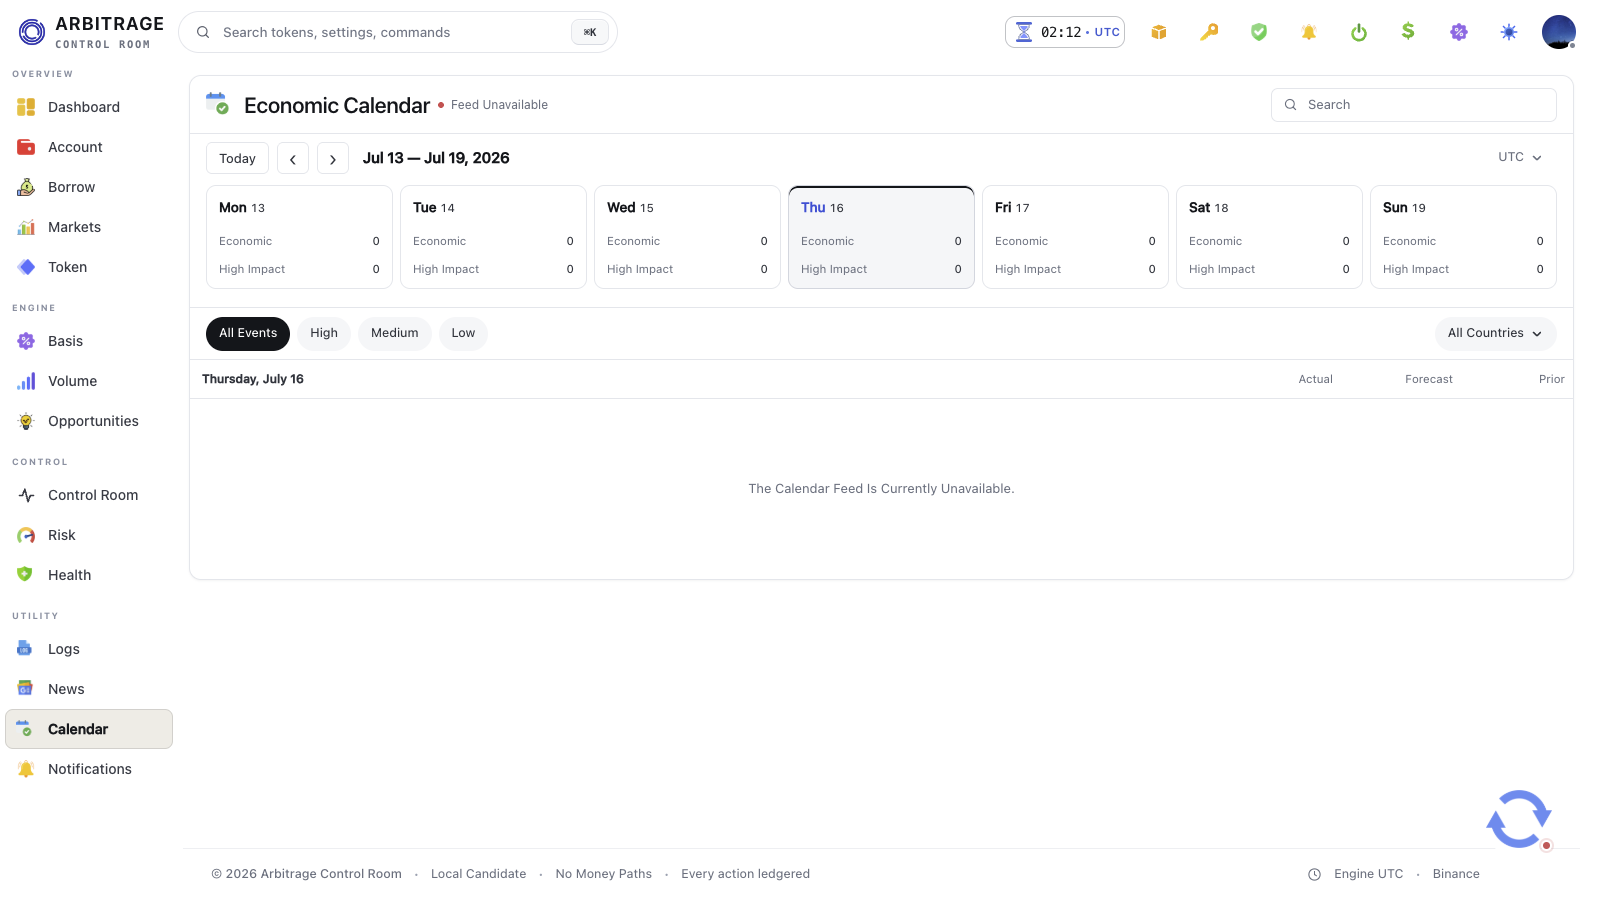 ARBITRAGE
CONTROL ROOM
Search tokens, settings, commands
⌘K
02:12 • UTC
OVERVIEW
Dashboard
Account
Borrow
Markets
Token
ENGINE
Basis
Volume
Opportunities
CONTROL
Control Room
Risk
Health
UTILITY
Logs
News
Calendar
Notifications
Economic Calendar
Feed Unavailable
Search
Today
Jul 13 — Jul 19, 2026
UTC
Mon 13
Economic 0
High Impact 0
Tue 14
Economic 0
High Impact 0
Wed 15
Economic 0
High Impact 0
Thu 16
Economic 0
High Impact 0
Fri 17
Economic 0
High Impact 0
Sat 18
Economic 0
High Impact 0
Sun 19
Economic 0
High Impact 0
All Events
High
Medium
Low
All Countries
Thursday, July 16
Actual
Forecast
Prior
The Calendar Feed Is Currently Unavailable.
© 2026 Arbitrage Control Room · Local Candidate · No Money Paths · Every action ledgered
Engine UTC · Binance